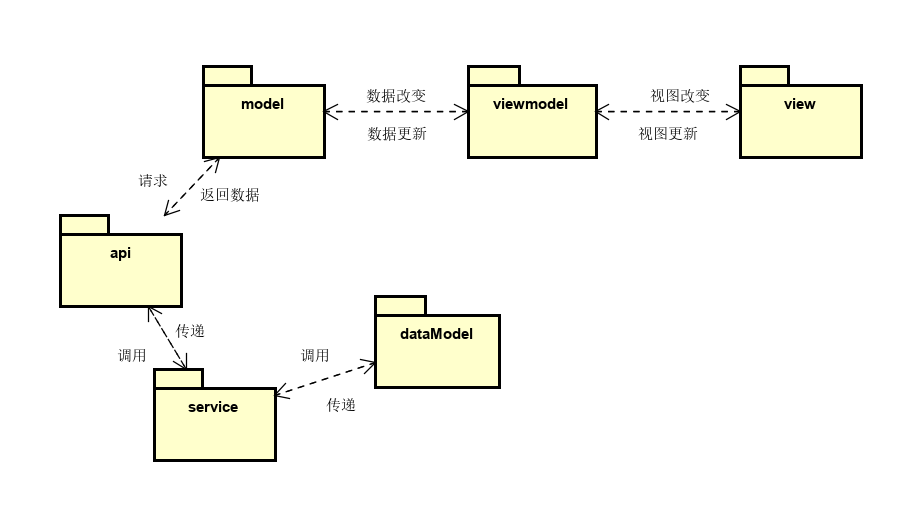 数据改变
视图改变
model
viewmodel
view
数据更新
视图更新
请求
返回数据
api
传递
dataModel
调用
调用
service
传递